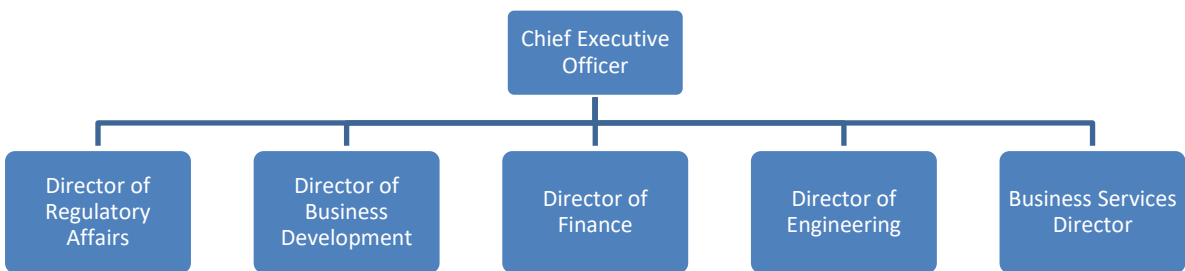 Chief Executive
Officer
Director of
Regulatory
Affairs
Director of
Business
Development
Director of
Finance
Director of
Engineering
Business Services
Director